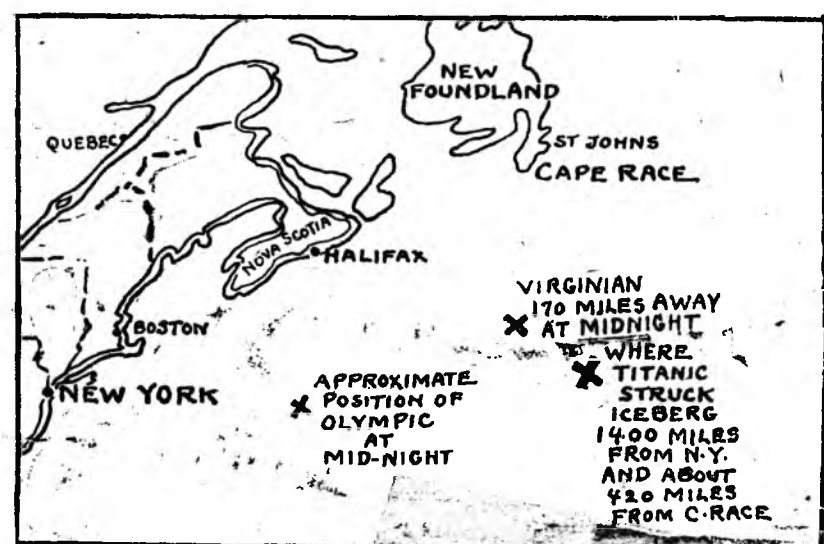 NEW
FOUNDLAND
QUEBEC
ST JOHNS
CAPE RACE
NOVA SCOTIA
HALIFAX
VIRGINIAN
170 MILES AWAY
AT MIDNIGHT
BOSTON
WHERE
TITANIC
STRUCK
ICEBERG
1400 MILES
FROM N.Y.
AND ABOUT
420 MILES
FROM C. RACE
NEW YORK
APPROXIMATE
POSITION OF
OLYMPIC
AT
MID-NIGHT